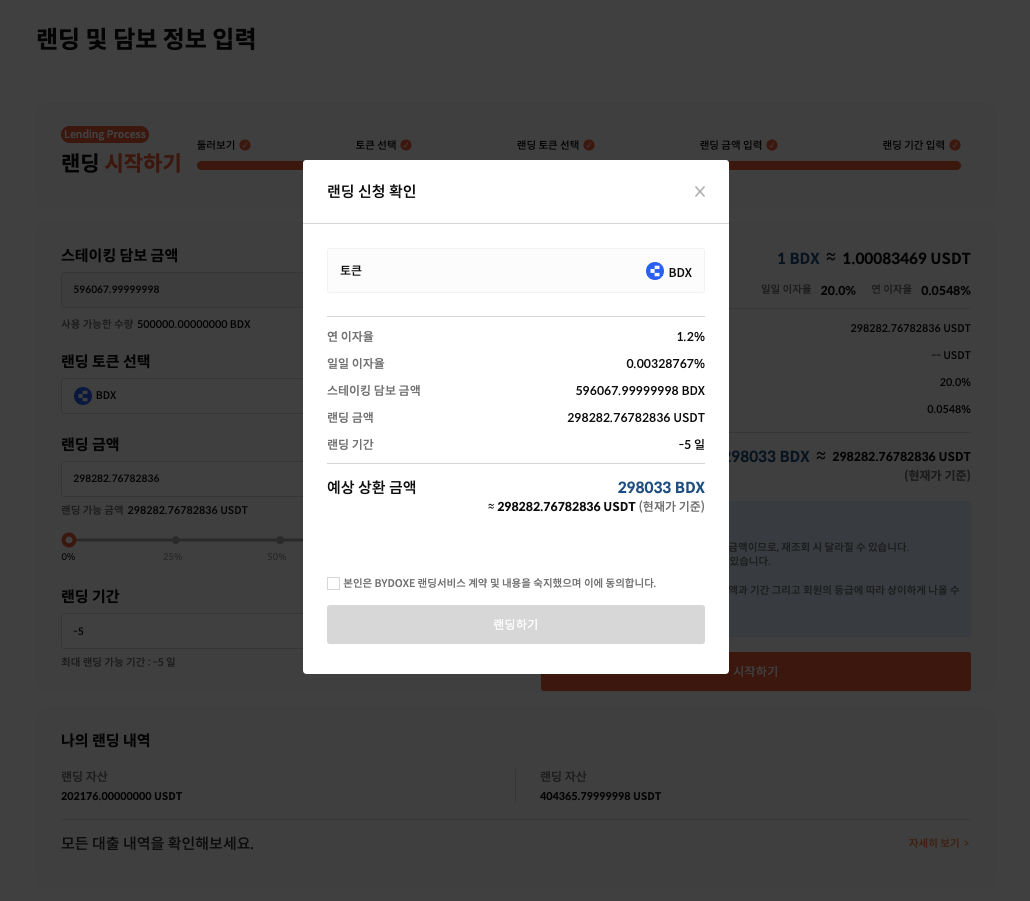 랜딩 및 담보 정보 입력
Lending Process
랜딩 시작하기
둘러보기
토큰 선택
랜딩 토큰 선택
랜딩 금액 입력
랜딩 기간 입력
스테이킹 담보 금액
596067.99999998
사용 가능한 수량 500000.00000000 BDX
랜딩 토큰 선택
BDX
랜딩 금액
298282.76782836
랜딩 가능 금액 298282.76782836 USDT
0%
25%
50%
랜딩 기간
-5
최대 랜딩 가능 기간 : -5 일
랜딩 신청 확인
토큰
BDX
연 이자율 1.2%
일일 이자율 0.00328767%
스테이킹 담보 금액 596067.99999998 BDX
랜딩 금액 298282.76782836 USDT
랜딩 기간 -5 일
예상 상환 금액 298033 BDX
≈ 298282.76782836 USDT (현재가 기준)
본인은 BYDOXE 랜딩서비스 계약 및 내용을 숙지했으며 이에 동의합니다.
랜딩하기
1 BDX ≈ 1.00083469 USDT
일일 이자율 20.0% 연 이자율 0.0548%
298282.76782836 USDT
-- USDT
20.0%
0.0548%
298033 BDX ≈ 298282.76782836 USDT
(현재가 기준)
금액이므로, 재조회 시 달라질 수 있습니다.
있습니다.
액과 기간 그리고 회원의 등급에 따라 상이하게 나올 수
시작하기
나의 랜딩 내역
랜딩 자산
202176.00000000 USDT
랜딩 자산
404365.79999998 USDT
모든 대출 내역을 확인해보세요.
자세히 보기 >